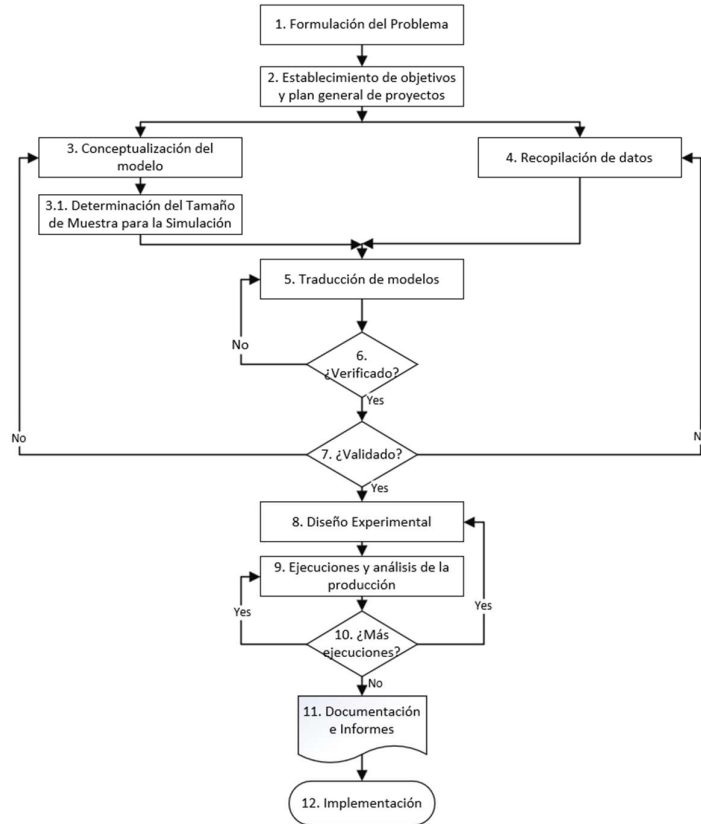 1. Formulación del Problema
2. Establecimiento de objetivos
y plan general de proyectos
3. Conceptualización del
modelo
4. Recopilación de datos
3.1. Determinación del Tamaño
de Muestra para la Simulación
5. Traducción de modelos
No
6.
¿Verificado?
Yes
No
7. ¿Validado?
N
Yes
8. Diseño Experimental
9. Ejecuciones y análisis de la
producción
Yes
Yes
10. ¿Más
ejecuciones?
No
11. Documentación
e Informes
12. Implementación